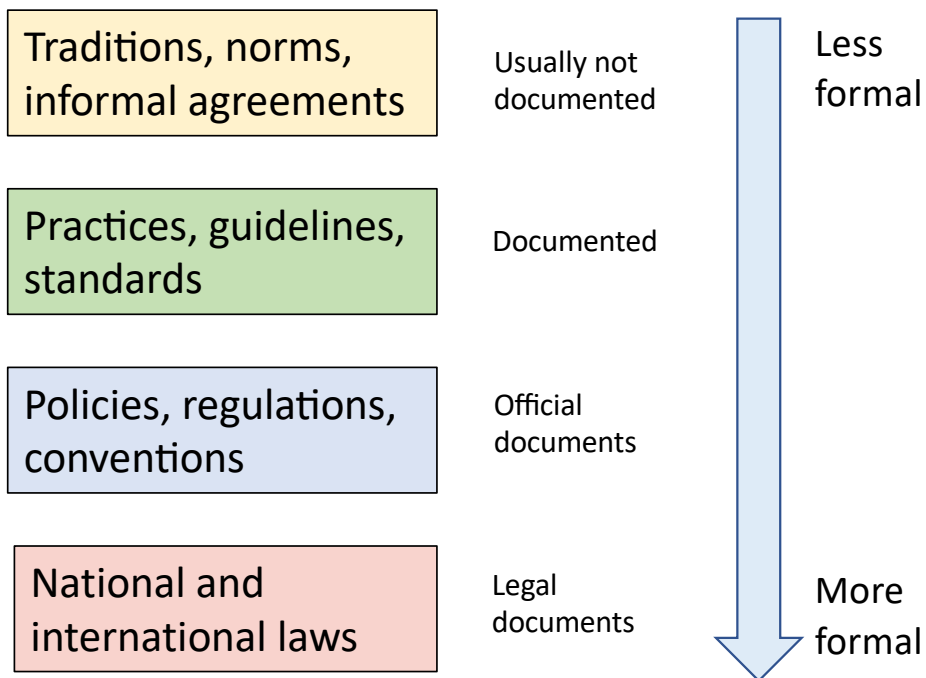 Traditions, norms,
informal agreements
Usually not
documented
Less
formal
Practices, guidelines,
standards
Documented
Policies, regulations,
conventions
Official
documents
National and
international laws
Legal
documents
More
formal